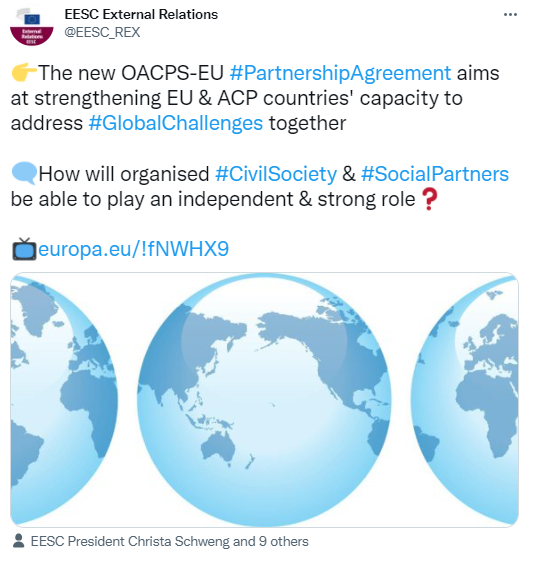 EESC External Relations
@EESC_REX
External
Relations
EESC
👉The new OACPS-EU #PartnershipAgreement aims
at strengthening EU & ACP countries' capacity to
address #GlobalChallenges together
🗨️How will organised #CivilSociety & #SocialPartners
be able to play an independent & strong role❓
📺europa.eu/!fNWHX9
EESC President Christa Schweng and 9 others